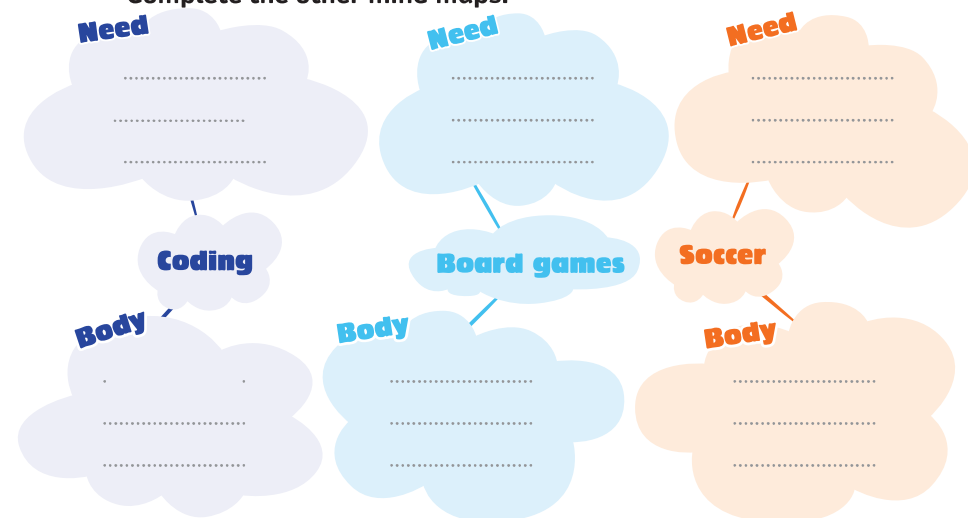 Complete the other mind maps.
Need
Need
Need
Coding
Board games
Soccer
Body
Body
Body